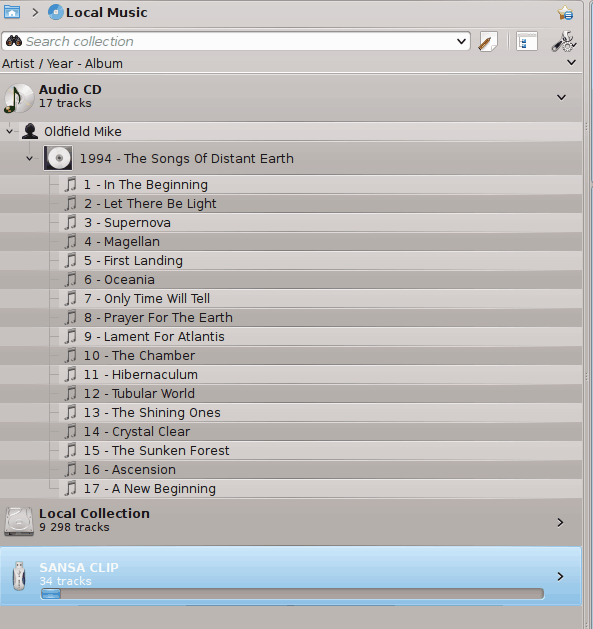 Local Music
Search collection
Artist / Year - Album
Audio CD
17 tracks
Oldfield Mike
1994 - The Songs Of Distant Earth
1 - In The Beginning
2 - Let There Be Light
3 - Supernova
4 - Magellan
5 - First Landing
6 - Oceania
7 - Only Time Will Tell
8 - Prayer For The Earth
9 - Lament For Atlantis
10 - The Chamber
11 - Hibernaculum
12 - Tubular World
13 - The Shining Ones
14 - Crystal Clear
15 - The Sunken Forest
16 - Ascension
17 - A New Beginning
Local Collection
9 298 tracks
SANSA CLIP
34 tracks